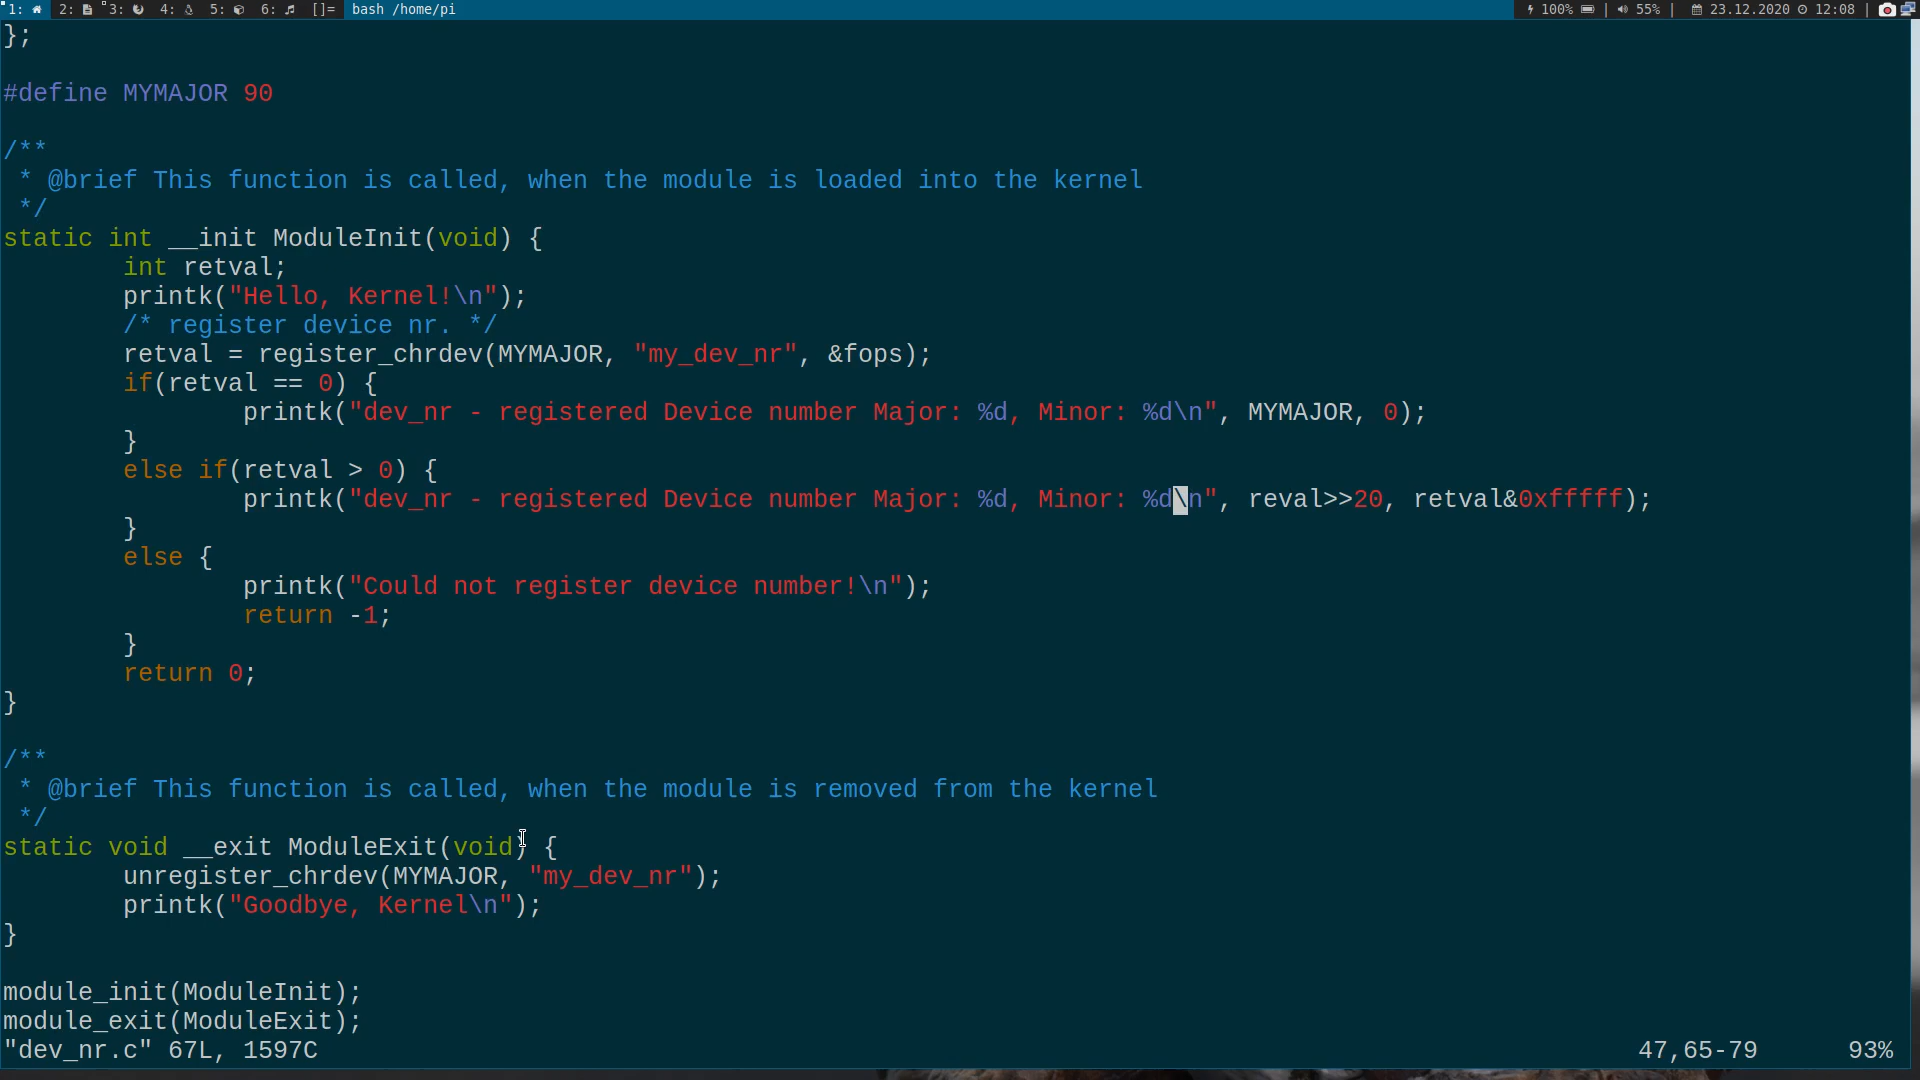 1: 2: 3: 4: 5: 6: []= bash /home/pi 100% | 55% | 23.12.2020 12:08 |
};
#define MYMAJOR 90
/**
 * @brief This function is called, when the module is loaded into the kernel
 */
static int __init ModuleInit(void) {
        int retval;
        printk("Hello, Kernel!\n");
        /* register device nr. */
        retval = register_chrdev(MYMAJOR, "my_dev_nr", &fops);
        if(retval == 0) {
                printk("dev_nr - registered Device number Major: %d, Minor: %d\n", MYMAJOR, 0);
        }
        else if(retval > 0) {
                printk("dev_nr - registered Device number Major: %d, Minor: %d\n", reval>>20, retval&0xfffff);
        }
        else {
                printk("Could not register device number!\n");
                return -1;
        }
        return 0;
}
/**
 * @brief This function is called, when the module is removed from the kernel
 */
static void __exit ModuleExit(void) {
        unregister_chrdev(MYMAJOR, "my_dev_nr");
        printk("Goodbye, Kernel\n");
}
module_init(ModuleInit);
module_exit(ModuleExit);
"dev_nr.c" 67L, 1597C 47,65-79 93%